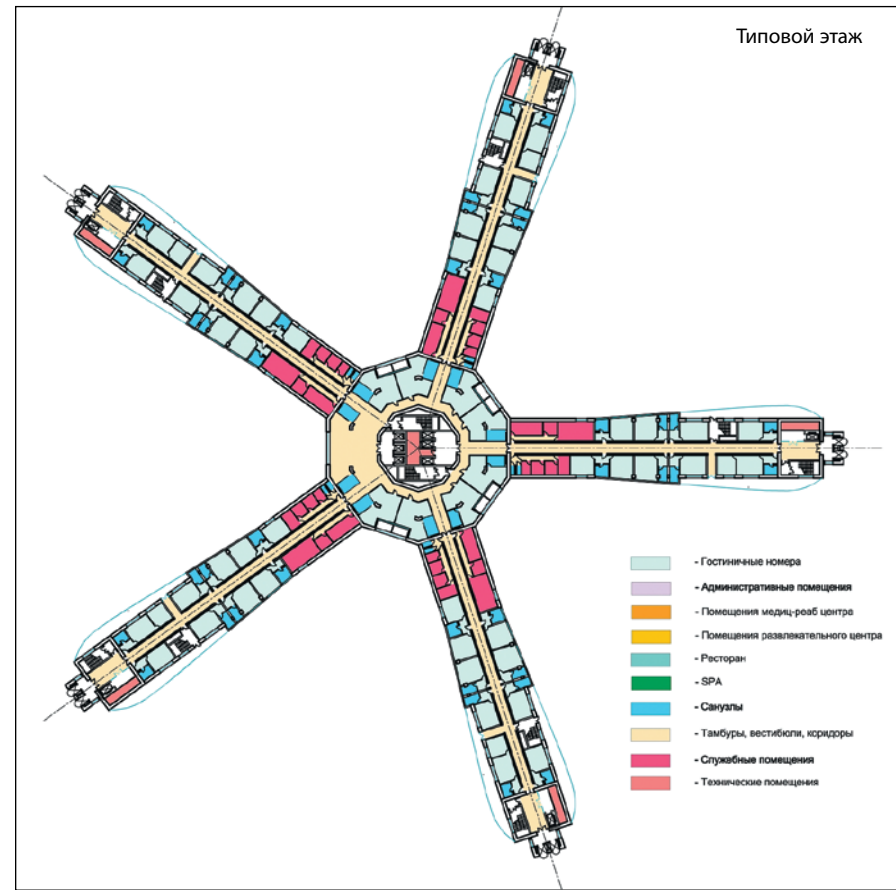 Типовой этаж
- Гостиничные номера
- Административные помещения
- Помещения медиц-реаб центра
- Помещения развлекательного центра
- Ресторан
- SPA
- Санузлы
- Тамбуры, вестибюли, коридоры
- Служебные помещения
- Технические помещения